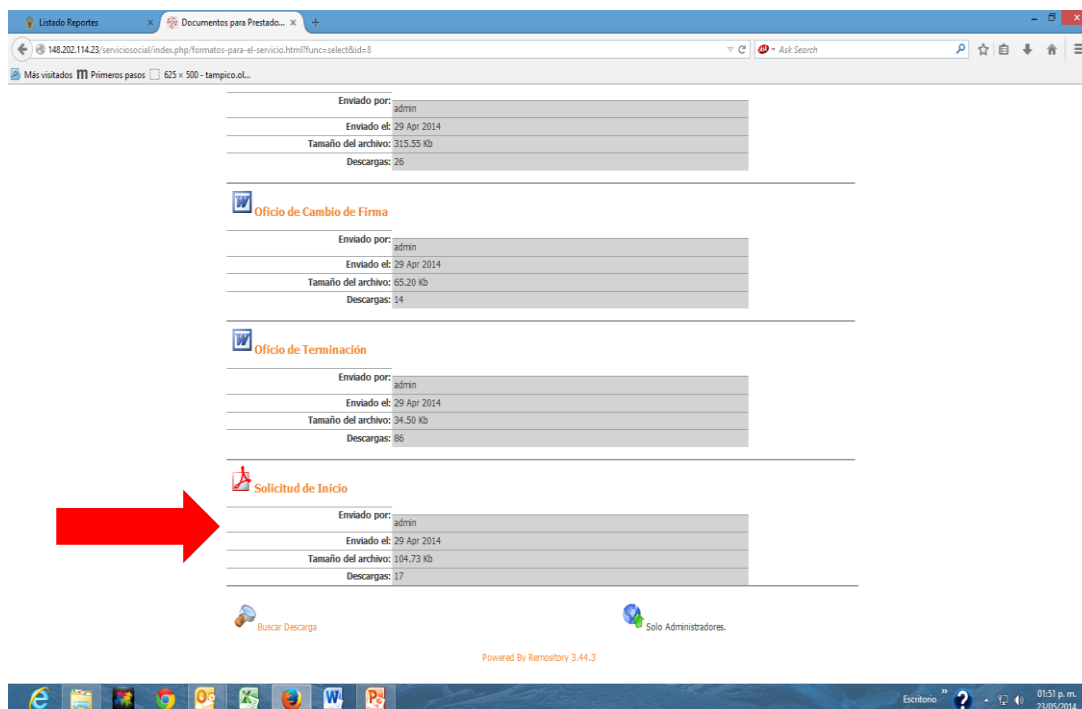 Listado Reportes × Documentos para Prestado... × +
148.202.114.23/serviciosocial/index.php/formatos-para-el-servicio.html?func=select&id=8 Ask Search
Más visitados Primeros pasos 625 × 500 - tampico.ol...
Enviado por: admin
Enviado el: 29 Apr 2014
Tamaño del archivo: 315.55 Kb
Descargas: 26
Oficio de Cambio de Firma
Enviado por: admin
Enviado el: 29 Apr 2014
Tamaño del archivo: 65.20 Kb
Descargas: 14
Oficio de Terminación
Enviado por: admin
Enviado el: 29 Apr 2014
Tamaño del archivo: 34.50 Kb
Descargas: 86
Solicitud de Inicio
Enviado por: admin
Enviado el: 29 Apr 2014
Tamaño del archivo: 104.73 Kb
Descargas: 17
Buscar Descarga Solo Administradores.
Powered By Remository 3.44.3
Escritorio » 01:51 p. m.
23/05/2014